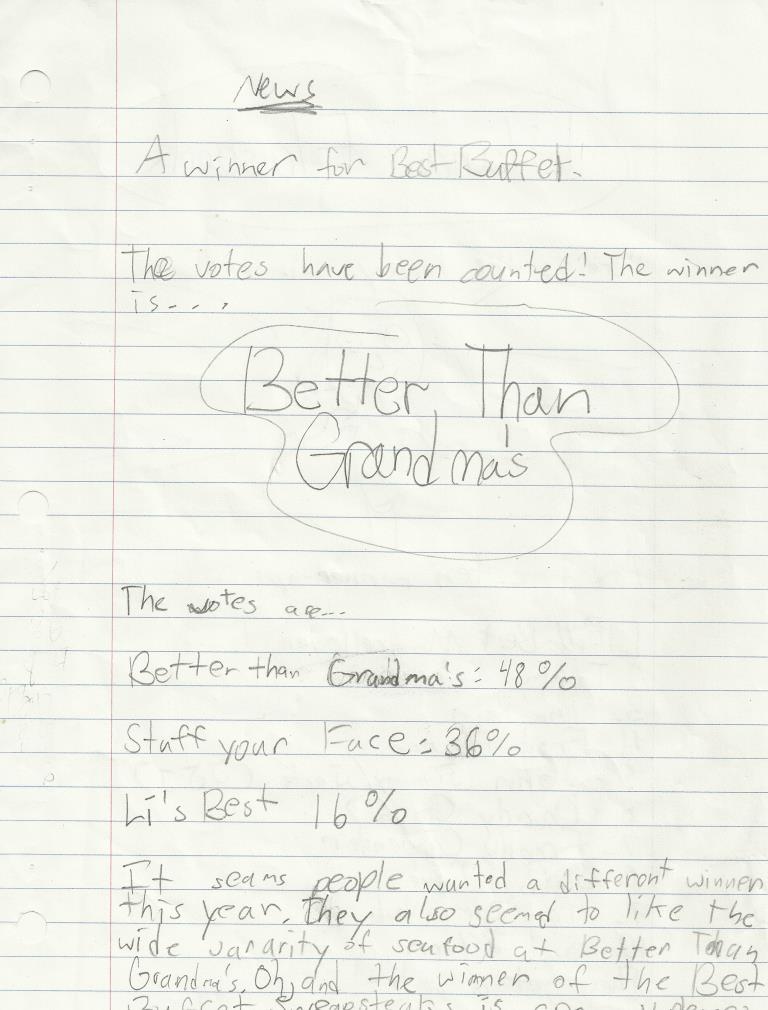 News
A winner for Best Buffet.
The votes have been counted! The winner
is....
Better Than
Grandma's
The votes are...
Better than Grandma's: 48%
Staff your Face: 36%
Li's Best 16%
It seams people wanted a different winner
this year. They also seemed to like the
wide vararity of seafood at Better Than
Grandma's. Oh, and the winner of the Best
is